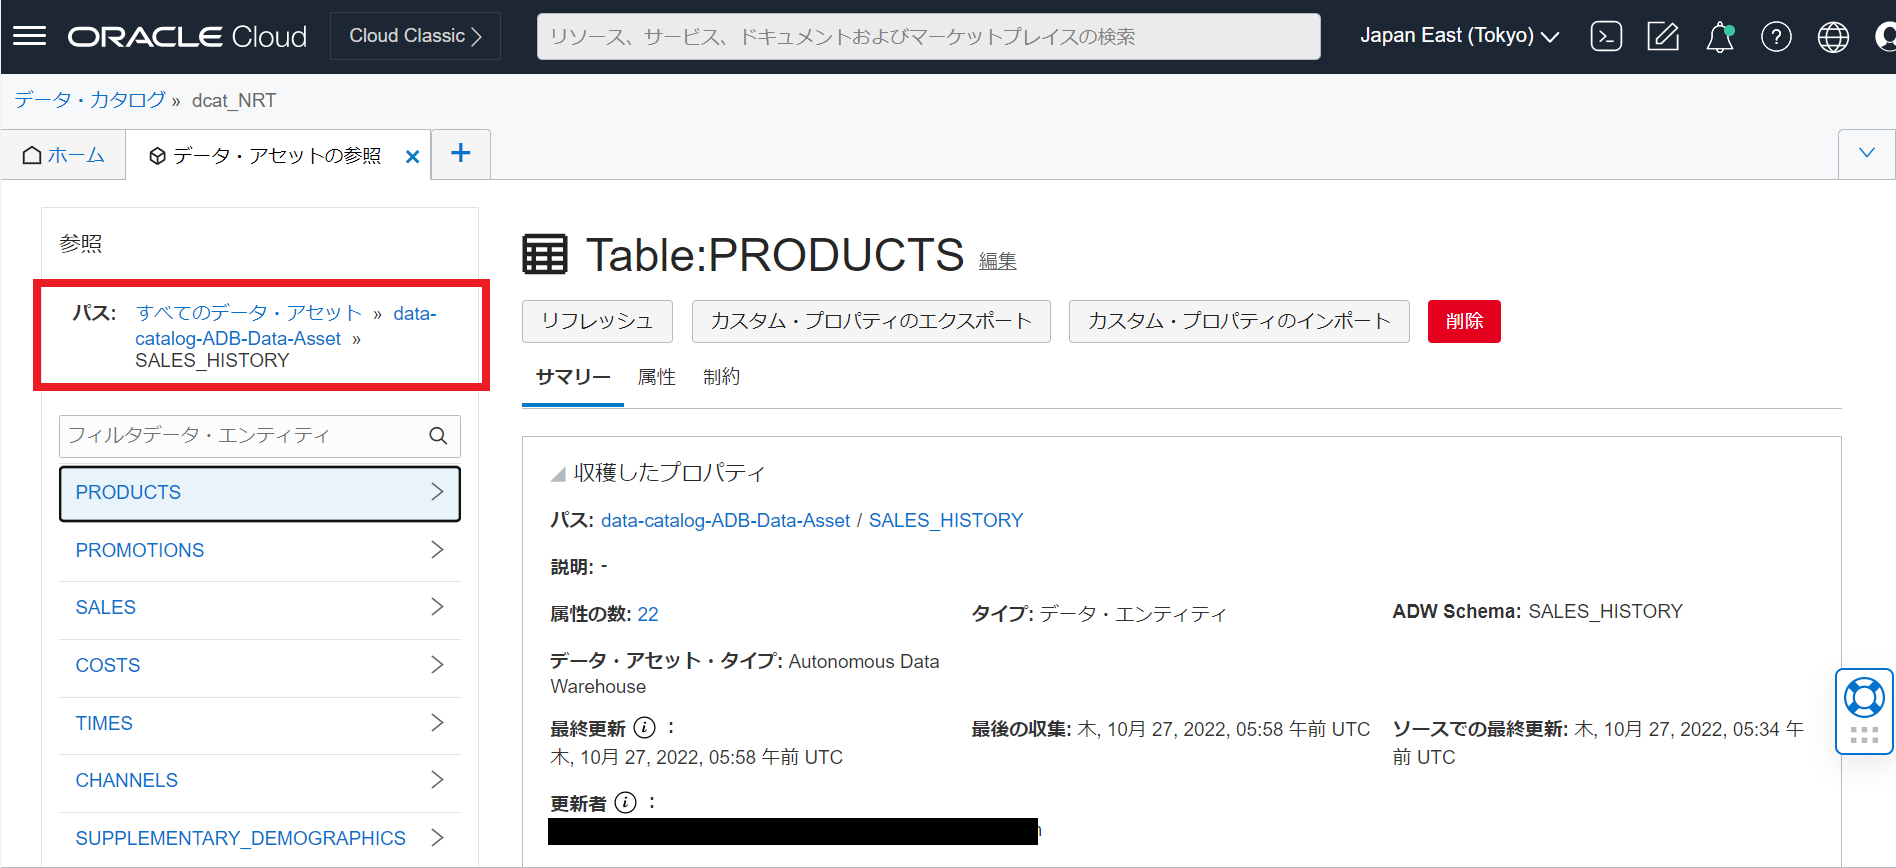 ORACLE Cloud
Cloud Classic
リソース、サービス、ドキュメントおよびマーケットプレイスの検索
Japan East (Tokyo)
データ・カタログ » dcat_NRT
ホーム
データ・アセットの参照
+
参照
パス: すべてのデータ・アセット » data-
catalog-ADB-Data-Asset »
SALES_HISTORY
フィルタデータ・エンティティ
PRODUCTS
PROMOTIONS
SALES
COSTS
TIMES
CHANNELS
SUPPLEMENTARY_DEMOGRAPHICS
Table:PRODUCTS 編集
リフレッシュ
カスタム・プロパティのエクスポート
カスタム・プロパティのインポート
削除
サマリー 属性 制約
収穫したプロパティ
パス: data-catalog-ADB-Data-Asset / SALES_HISTORY
説明: -
属性の数: 22
タイプ: データ・エンティティ
ADW Schema: SALES_HISTORY
データ・アセット・タイプ: Autonomous Data
Warehouse
最終更新 :
木, 10月 27, 2022, 05:58 午前 UTC
最後の収集: 木, 10月 27, 2022, 05:58 午前 UTC
ソースでの最終更新: 木, 10月 27, 2022, 05:34 午
前 UTC
更新者 :